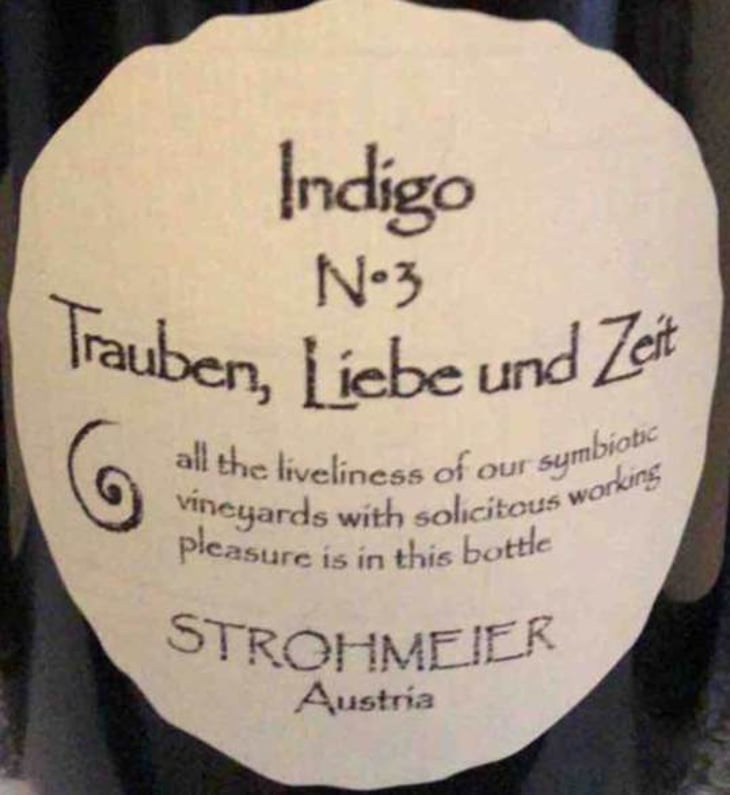 Indigo
N•3
Trauben, Liebe und Zeit
all the liveliness of our symbiotic
vineyards with solicitous working
pleasure is in this bottle
STROHMEIER
Austria